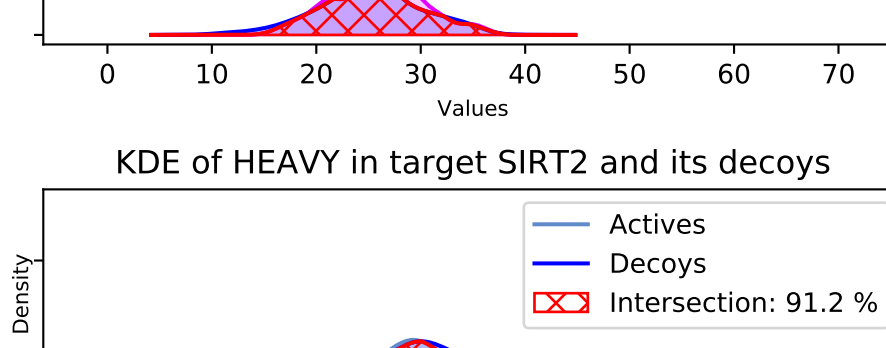 0 10 20 30 40 50 60 70
Values
KDE of HEAVY in target SIRT2 and its decoys
Density
Actives
Decoys
Intersection: 91.2 %